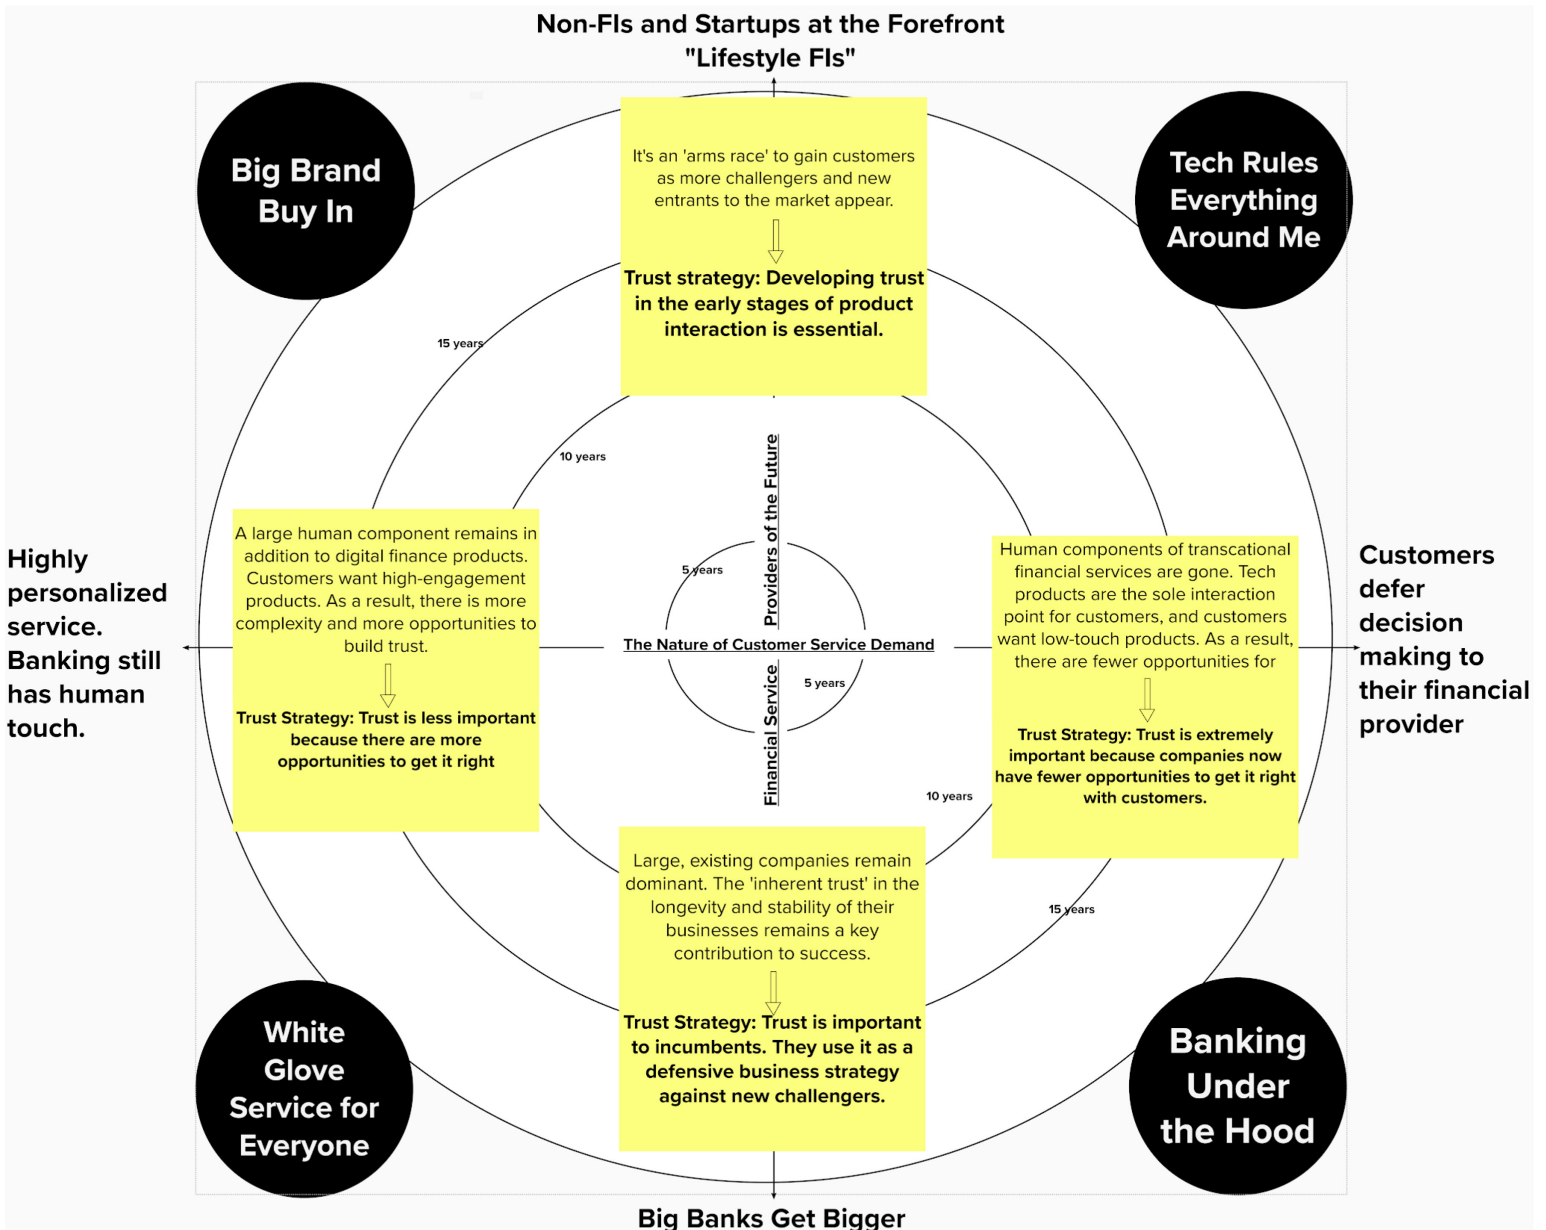 Non-FIs and Startups at the Forefront
"Lifestyle FIs"
Big Brand
Buy In
Tech Rules
Everything
Around Me
It's an 'arms race' to gain customers
as more challengers and new
entrants to the market appear.
Trust strategy: Developing trust
in the early stages of product
interaction is essential.
15 years
10 years
Highly
personalized
service.
Banking still
has human
touch.
A large human component remains in
addition to digital finance products.
Customers want high-engagement
products. As a result, there is more
complexity and more opportunities to
build trust.
Trust Strategy: Trust is less important
because there are more
opportunities to get it right
5 years
Financial Service Providers of the Future
The Nature of Customer Service Demand
5 years
Human components of transcational
financial services are gone. Tech
products are the sole interaction
point for customers, and customers
want low-touch products. As a result,
there are fewer opportunities for
Trust Strategy: Trust is extremely
important because companies now
have fewer opportunities to get it right
with customers.
Customers
defer
decision
making to
their financial
provider
10 years
15 years
Large, existing companies remain
dominant. The 'inherent trust' in the
longevity and stability of their
businesses remains a key
contribution to success.
Trust Strategy: Trust is important
to incumbents. They use it as a
defensive business strategy
against new challengers.
White
Glove
Service for
Everyone
Banking
Under
the Hood
Big Banks Get Bigger